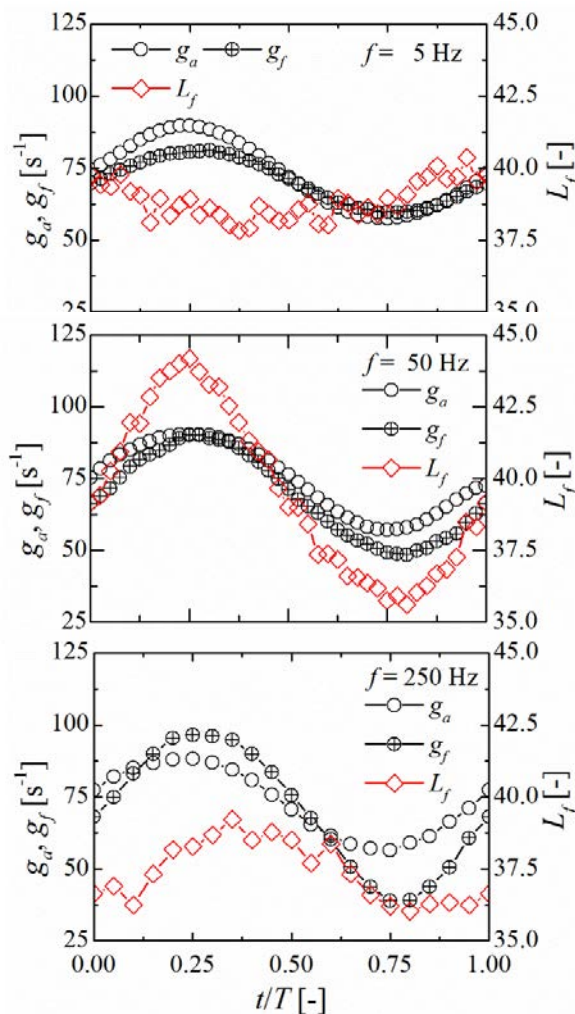 125
100
75
50
25
45.0
42.5
40.0
37.5
35.0
g_a, g_f [s⁻¹]
L_f [-]
g_a g_f f = 5 Hz
L_f
125
100
75
50
25
45.0
42.5
40.0
37.5
35.0
g_a, g_f [s⁻¹]
L_f [-]
f = 50 Hz
g_a
g_f
L_f
125
100
75
50
25
45.0
42.5
40.0
37.5
35.0
g_a, g_f [s⁻¹]
L_f [-]
f = 250 Hz
g_a
g_f
L_f
0.00 0.25 0.50 0.75 1.00
t/T [-]